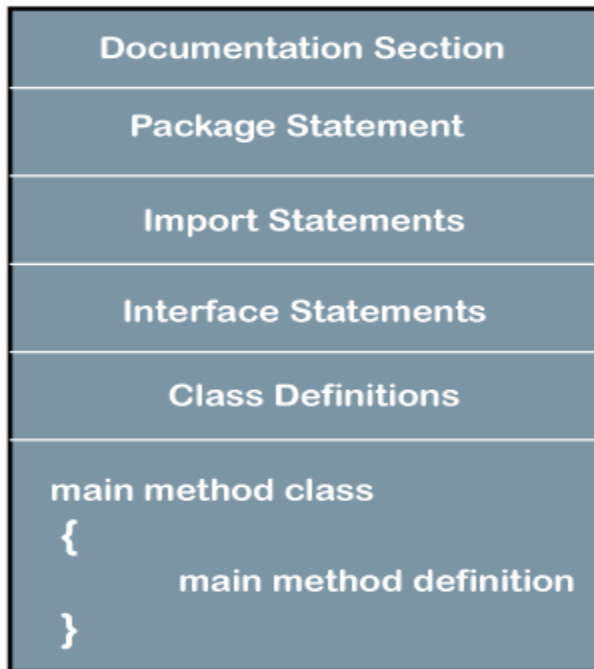 Documentation Section
Package Statement
Import Statements
Interface Statements
Class Definitions
main method class
{
main method definition
}